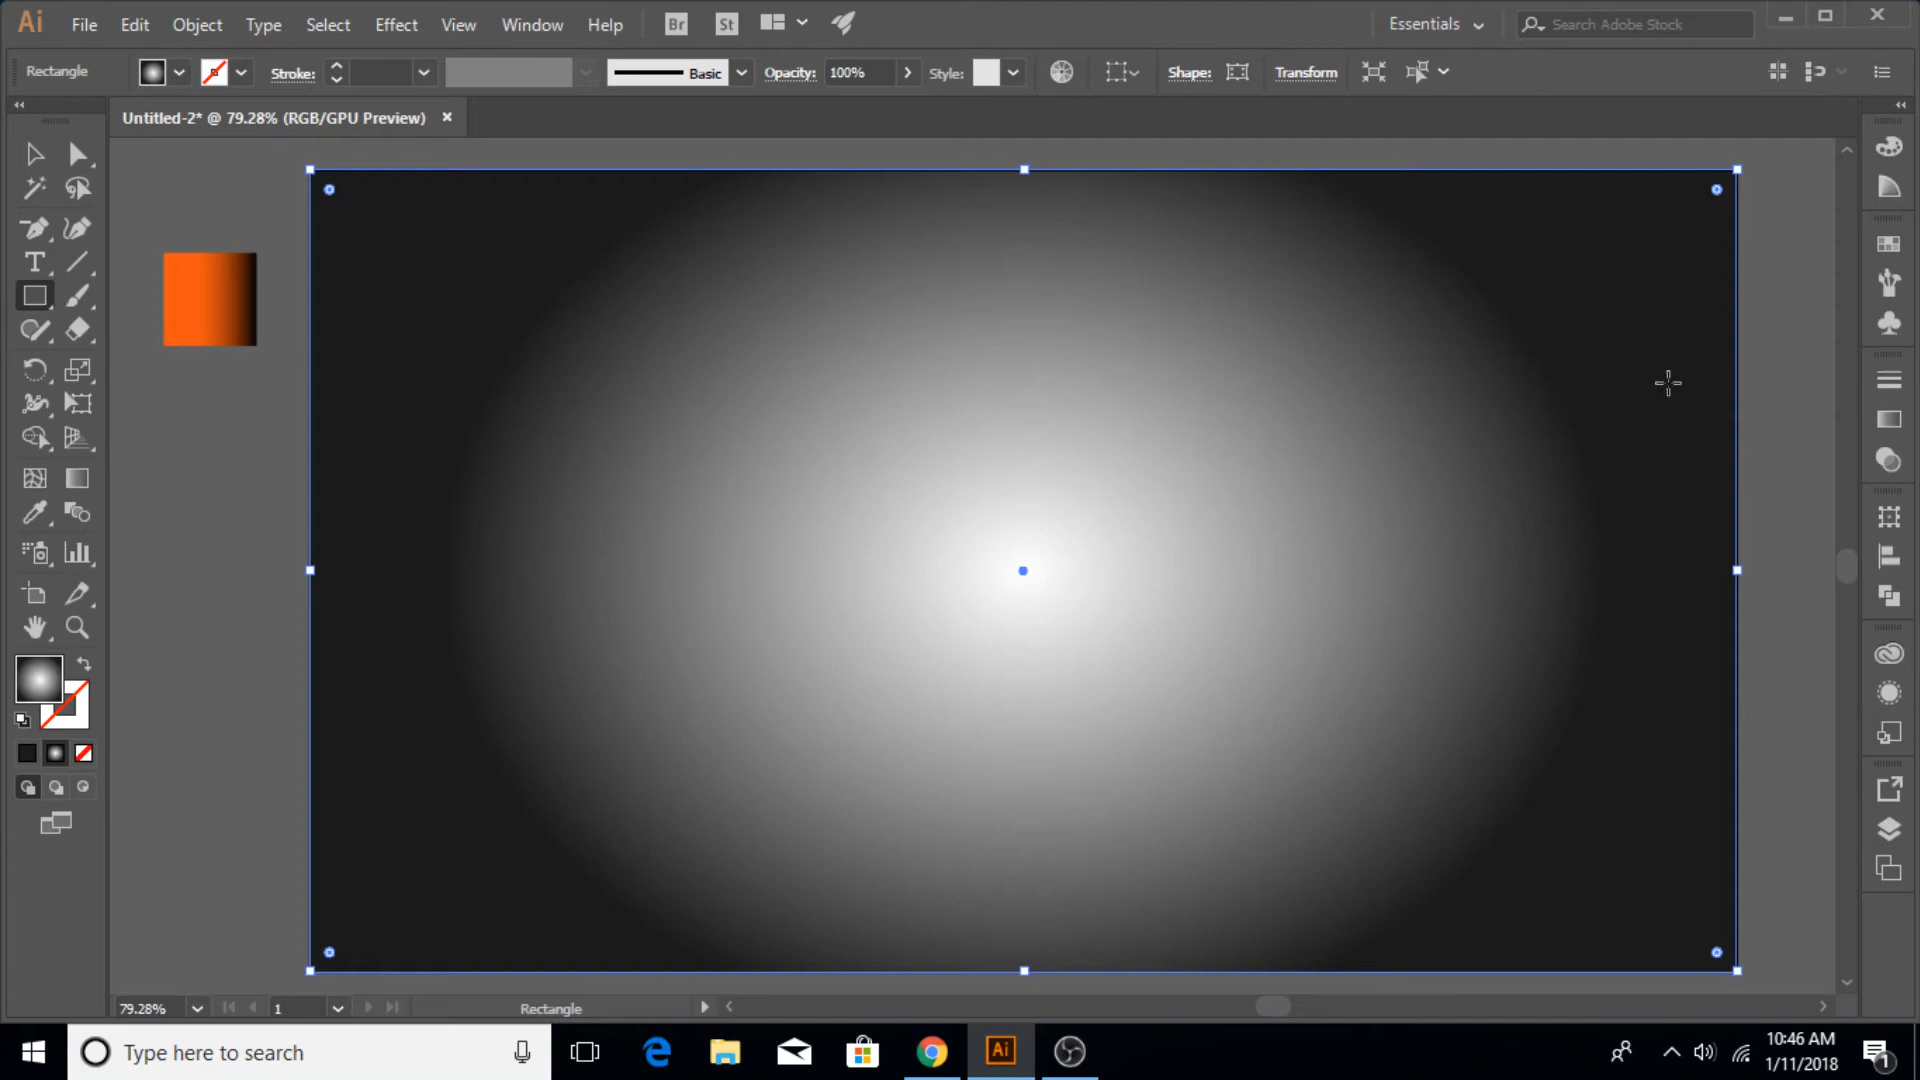 Ai File Edit Object Type Select Effect View Window Help Br St Essentials Search Adobe Stock
Rectangle Stroke: Basic Opacity: 100% Style: Shape: Transform
Untitled-2* @ 79.28% (RGB/GPU Preview)
T
79.28% 1 Rectangle
Type here to search
Ai
10:46 AM
1/11/2018
1